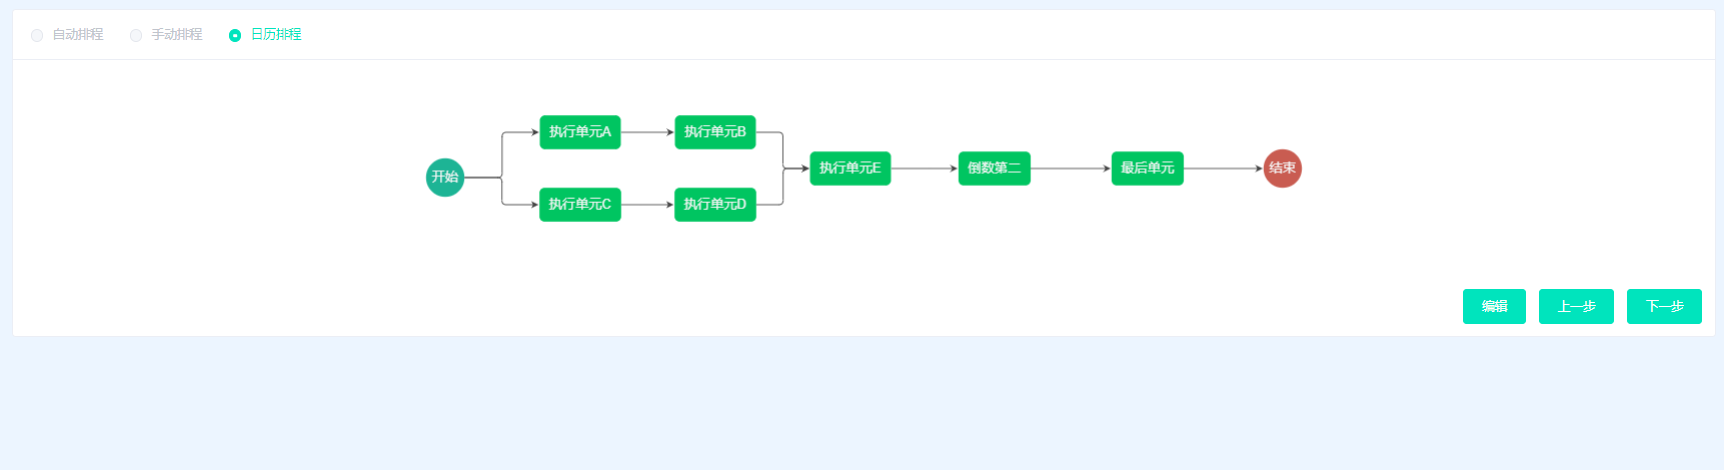 自动排程 手动排程 日历排程
执行单元A 执行单元B
开始 执行单元E 倒数第二 最后单元 结束
执行单元C 执行单元D
编辑 上一步 下一步